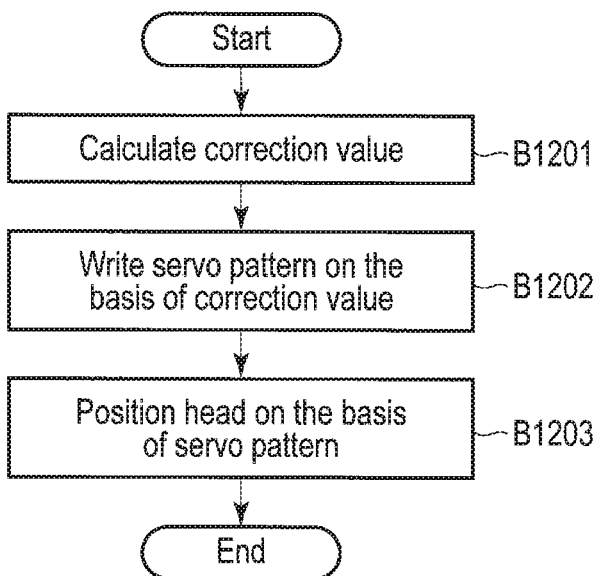 Start
Calculate correction value
B1201
Write servo pattern on the
basis of correction value
B1202
Position head on the basis
of servo pattern
B1203
End